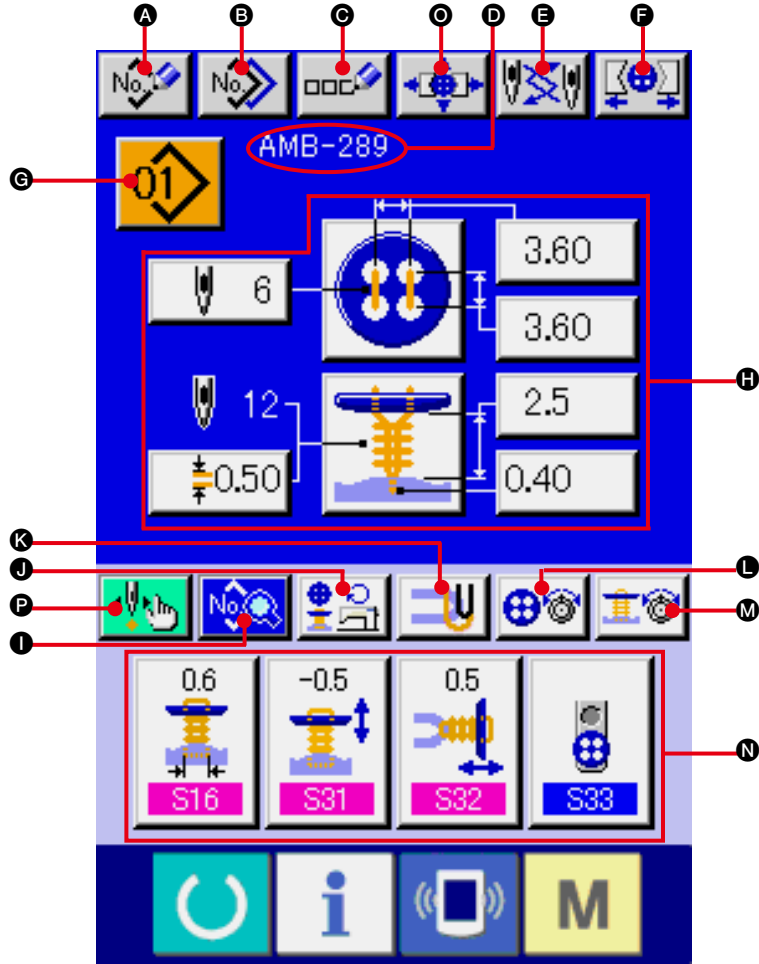 A B C O D E F
No. No.
AMB-289
G 01
3.60
6
3.60
H
12 2.5
0.50 0.40
K
J L
P No. M
I
0.6 -0.5 0.5
N
S16 S31 S32 S33
i M